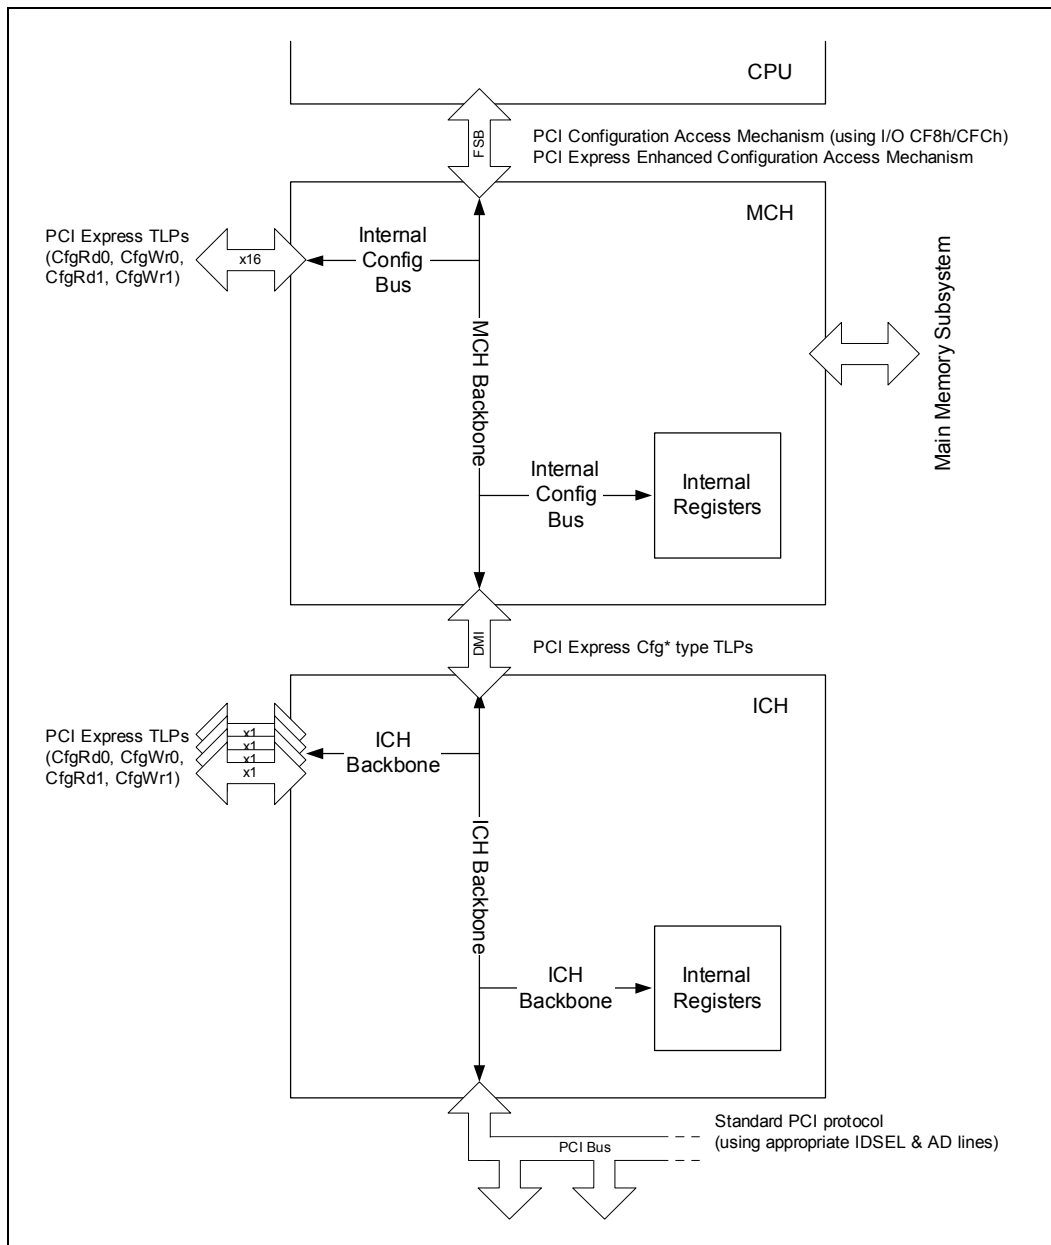 CPU
FSB
PCI Configuration Access Mechanism (using I/O CF8h/CFCh)
PCI Express Enhanced Configuration Access Mechanism
MCH
PCI Express TLPs
(CfgRd0, CfgWr0,
CfgRd1, CfgWr1)
x16
Internal
Config
Bus
MCH Backbone
Main Memory Subsystem
Internal
Config
Bus
Internal
Registers
DMI
PCI Express Cfg* type TLPs
ICH
PCI Express TLPs
(CfgRd0, CfgWr0,
CfgRd1, CfgWr1)
x1
x1
x1
x1
ICH
Backbone
ICH Backbone
ICH
Backbone
Internal
Registers
Standard PCI protocol
(using appropriate IDSEL & AD lines)
PCI Bus